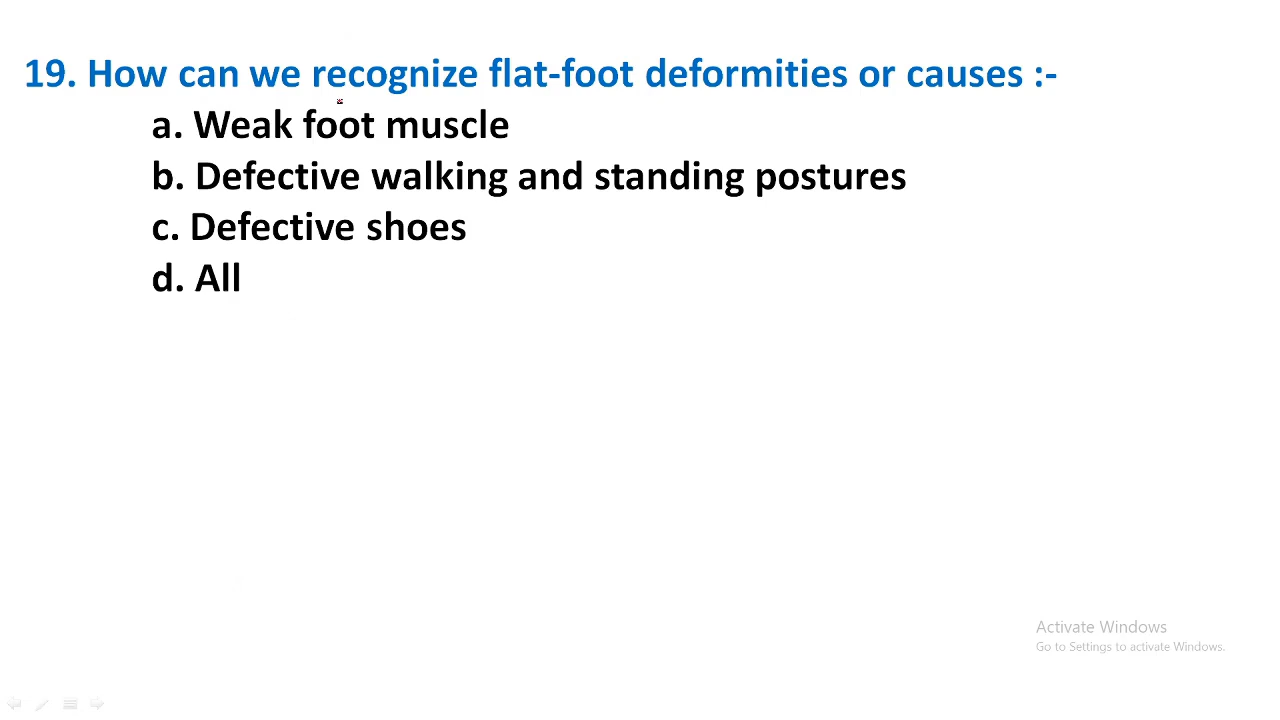 19. How can we recognize flat-foot deformities or causes :-
a. Weak foot muscle
b. Defective walking and standing postures
c. Defective shoes
d. All
Activate Windows
Go to Settings to activate Windows.